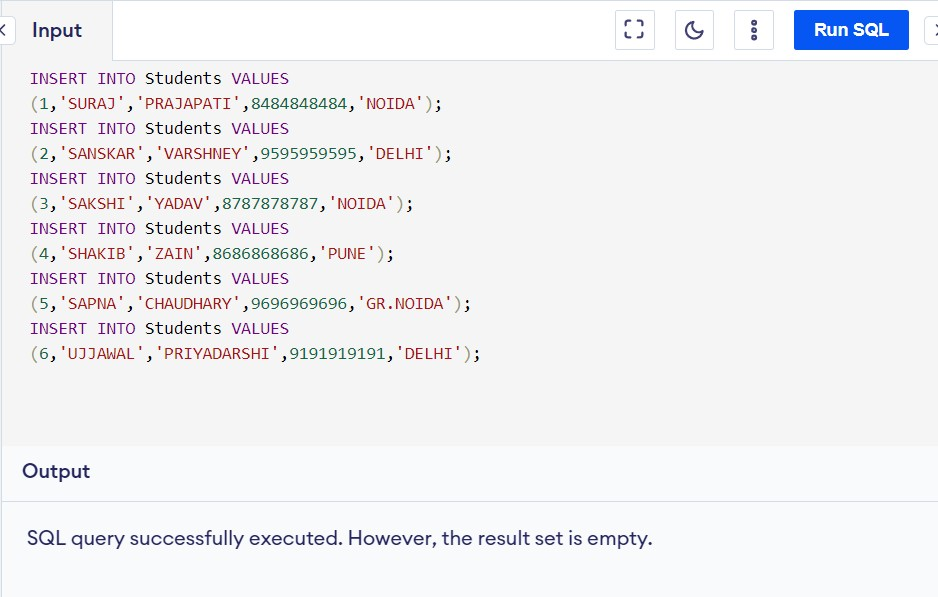 Input
Run SQL
INSERT INTO Students VALUES
(1,'SURAJ','PRAJAPATI',8484848484,'NOIDA');
INSERT INTO Students VALUES
(2,'SANSKAR','VARSHNEY',9595959595,'DELHI');
INSERT INTO Students VALUES
(3,'SAKSHI','YADAV',8787878787,'NOIDA');
INSERT INTO Students VALUES
(4,'SHAKIB','ZAIN',8686868686,'PUNE');
INSERT INTO Students VALUES
(5,'SAPNA','CHAUDHARY',9696969696,'GR.NOIDA');
INSERT INTO Students VALUES
(6,'UJJAWAL','PRIYADARSHI',9191919191,'DELHI');
Output
SQL query successfully executed. However, the result set is empty.